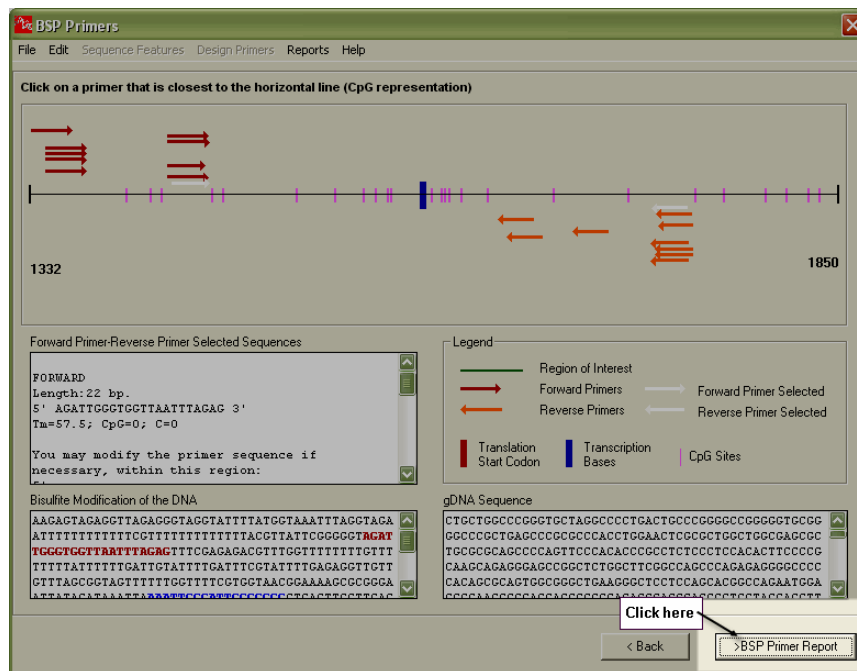 BSP Primers
File Edit Sequence Features Design Primers Reports Help
Click on a primer that is closest to the horizontal line (CpG representation)
1332
1850
Forward Primer-Reverse Primer Selected Sequences
FORWARD
Length:22 bp.
5' AGATTGGGTGGTTAATTTAGAG 3'
Tm=57.5; CpG=0; C=0
You may modify the primer sequence if
necessary, within this region:
Legend
Region of Interest
Forward Primers
Forward Primer Selected
Reverse Primers
Reverse Primer Selected
Translation
Start Codon
Transcription
Bases
CpG Sites
Bisulfite Modification of the DNA
AAGAGTAGAGGTTAGAGGGTAGGTATTTTATGGTAAATTTAGGTAGA
ATTTTTTTTTTTTGTTTTTTTTTTTACGTTATTCGGGGGTAGAT
TGGGTGGTTAATTTAGAGTTTCGAGAGACGTTTGGTTTTTTTTGTTT
TTTTTATTTTTTGATTGTATTTTGATTTCGTATTTTGAGAGGTTGTT
GTTTAGCGGTAGTTTTTTGGTTTTCGTGGTAACGGAAAAGCGCGGGA
gDNA Sequence
CTGCTGGCCCGGGTGCTAGGCCCCTGACTGCCCGGGGCCGGGGGTGCGG
GGCCCGCTGAGCCCGCGCCCACCTGGAACTCGCGCTGGCTGGCGAGCGC
TGCGCGCAGCCCCAGTTCCCACACCCGCCTCTCCCTCCACACTTCCCCG
CAAGCAGAGGGAGCCGGCTCTGGCTTCGGCCAGCCCAGAGAGGGGCCCC
CACAGCGCAGTGGCGGGCTGAAGGGCTCCTCCAGCACGGCCAGAATGGA
Click here
< Back
>BSP Primer Report